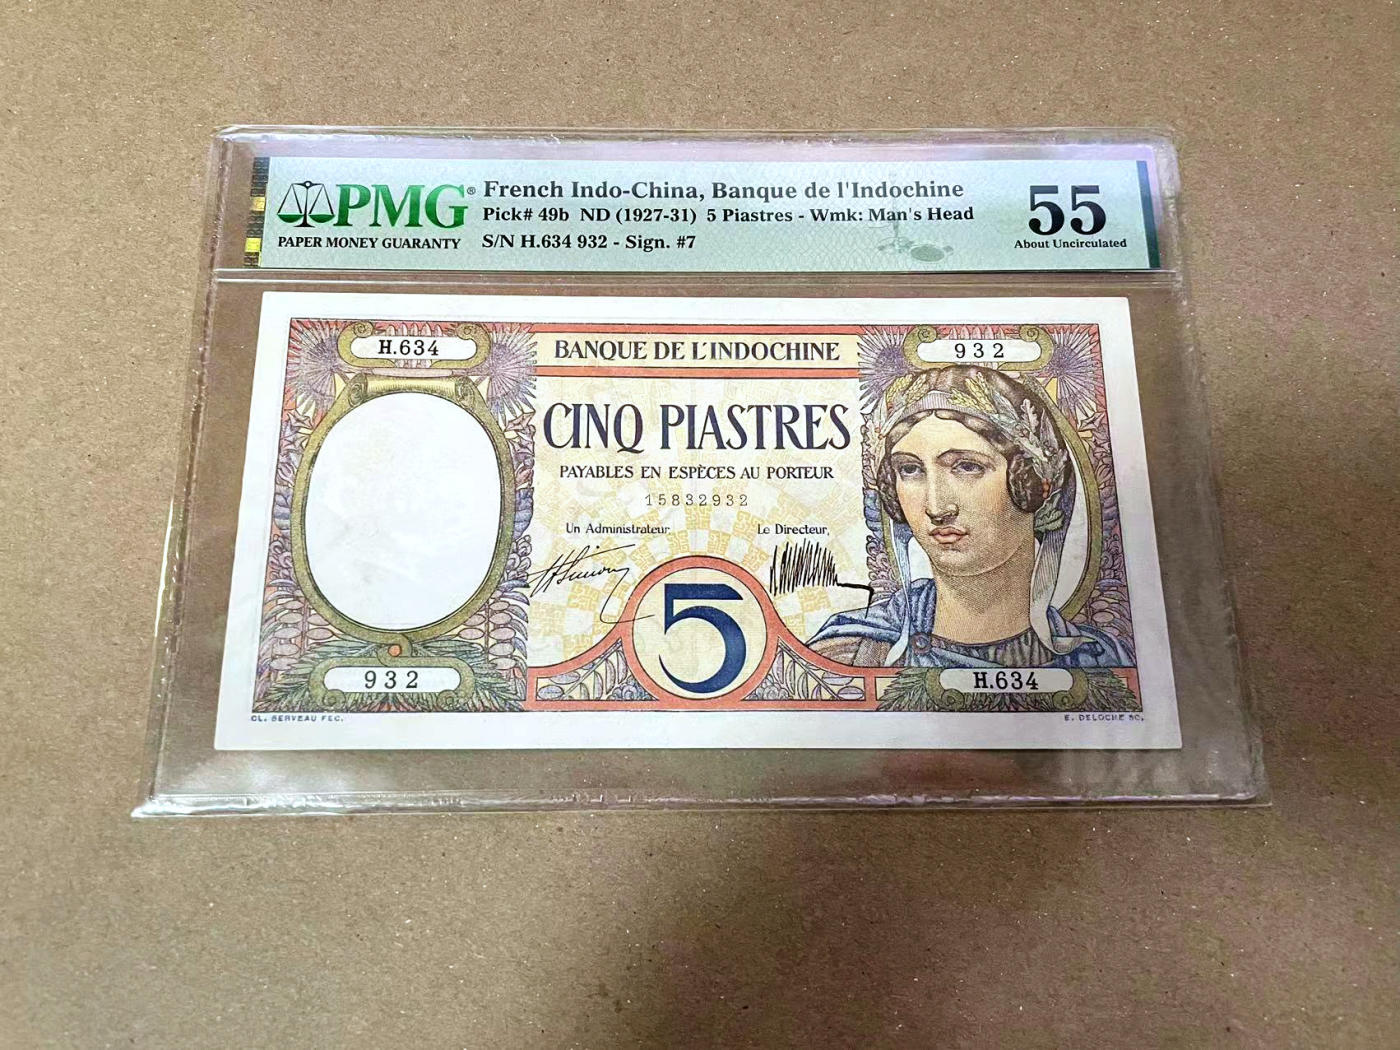 PMG®
PAPER MONEY GUARANTY
French Indo-China, Banque de l'Indochine
Pick# 49b ND (1927-31) 5 Piastres - Wmk: Man's Head
S/N H.634 932 - Sign. #7
55
About Uncirculated
H.634
BANQUE DE L'INDOCHINE
932
CINQ PIASTRES
PAYABLES EN ESPÈCES AU PORTEUR
15832932
Un Administrateur,
Le Directeur,
5
932
H.634
CL. SERVEAU FEC.
E. DELOCHE SC.